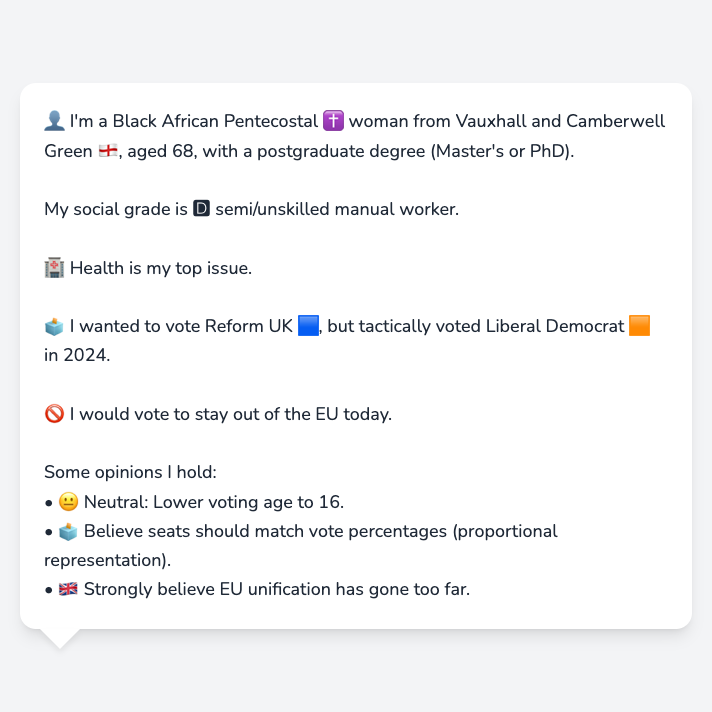 👤 I'm a Black African Pentecostal ✝️ woman from Vauxhall and Camberwell
Green 🏴󠁧󠁢󠁥󠁮󠁧󠁿, aged 68, with a postgraduate degree (Master's or PhD).
My social grade is 🅳 semi/unskilled manual worker.
🏥 Health is my top issue.
🗳️ I wanted to vote Reform UK 🟦, but tactically voted Liberal Democrat 🟧
in 2024.
🚫 I would vote to stay out of the EU today.
Some opinions I hold:
• 😐 Neutral: Lower voting age to 16.
• 🗳️ Believe seats should match vote percentages (proportional
representation).
• 🇬🇧 Strongly believe EU unification has gone too far.